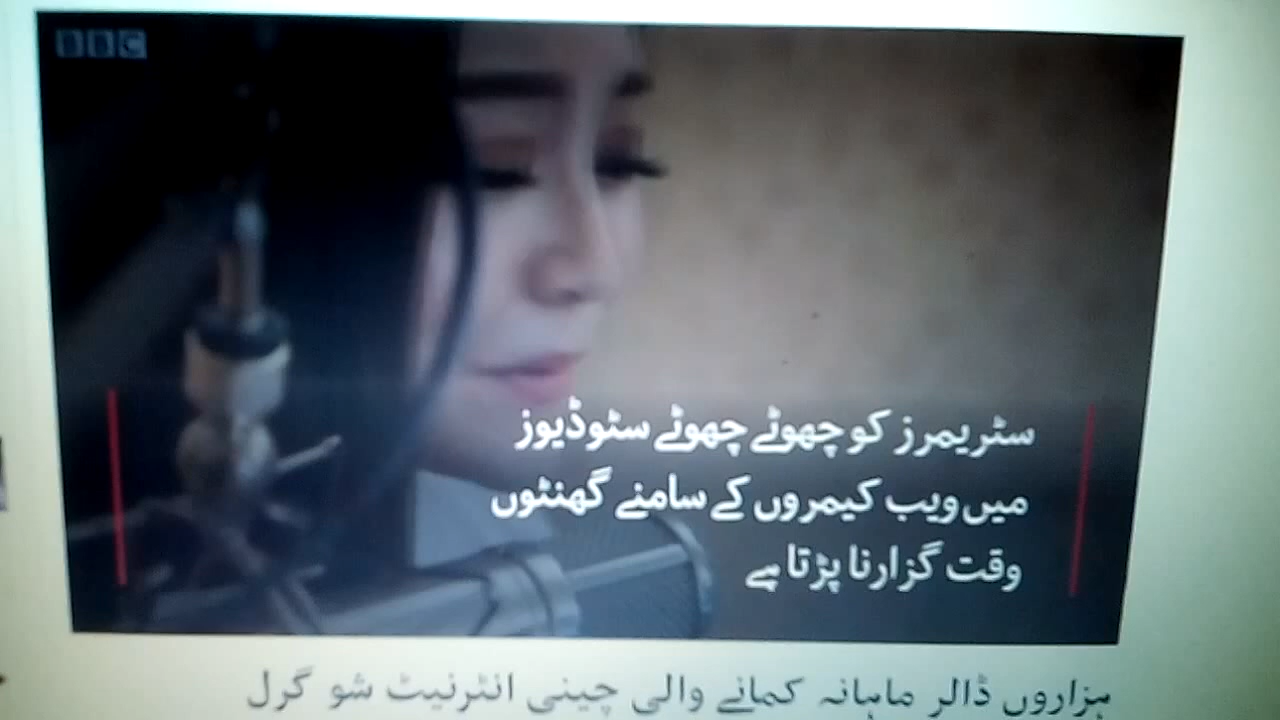 BBC
سٹریمرز کو چھوٹے چھوٹے سٹوڈیوز
میں ویب کیمروں کے سامنے گھنٹوں
وقت گزارنا پڑتا ہے
ہزاروں ڈالر ماہانہ کمانے والی چینی انٹرنیٹ شو گرل